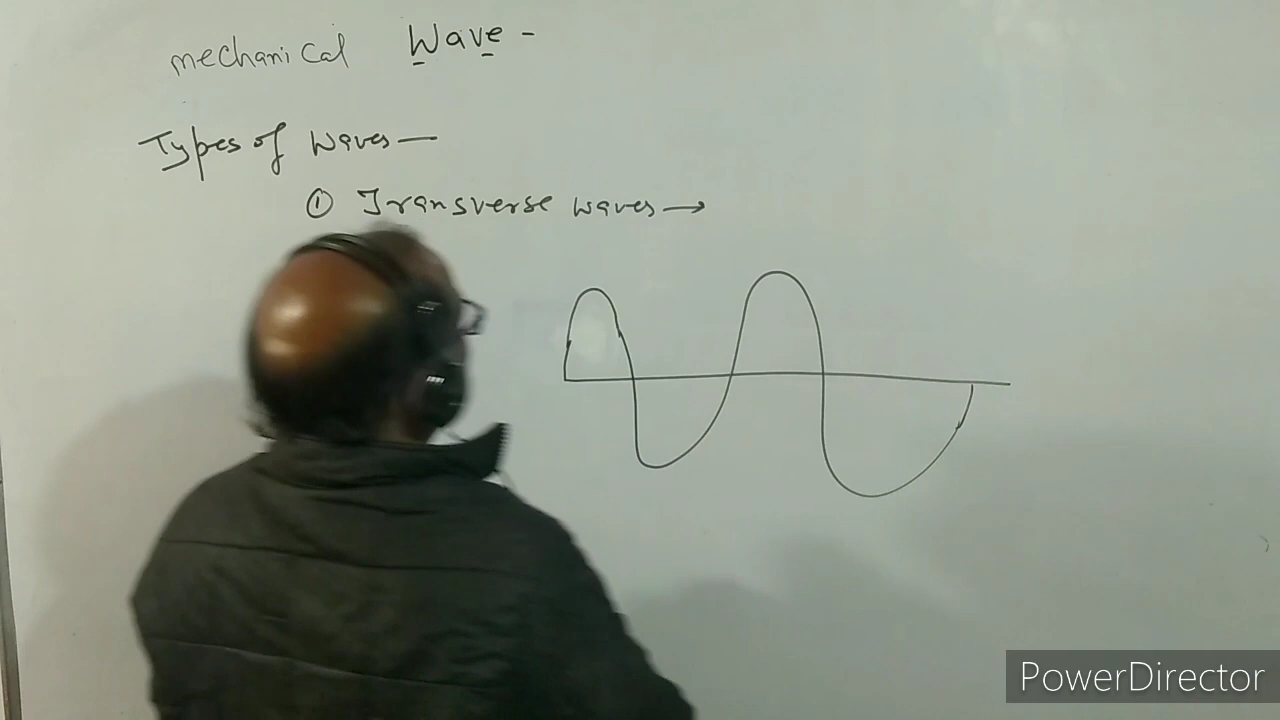 mechanical Wave -
Types of Waves —
① Transverse waves →
PowerDirector